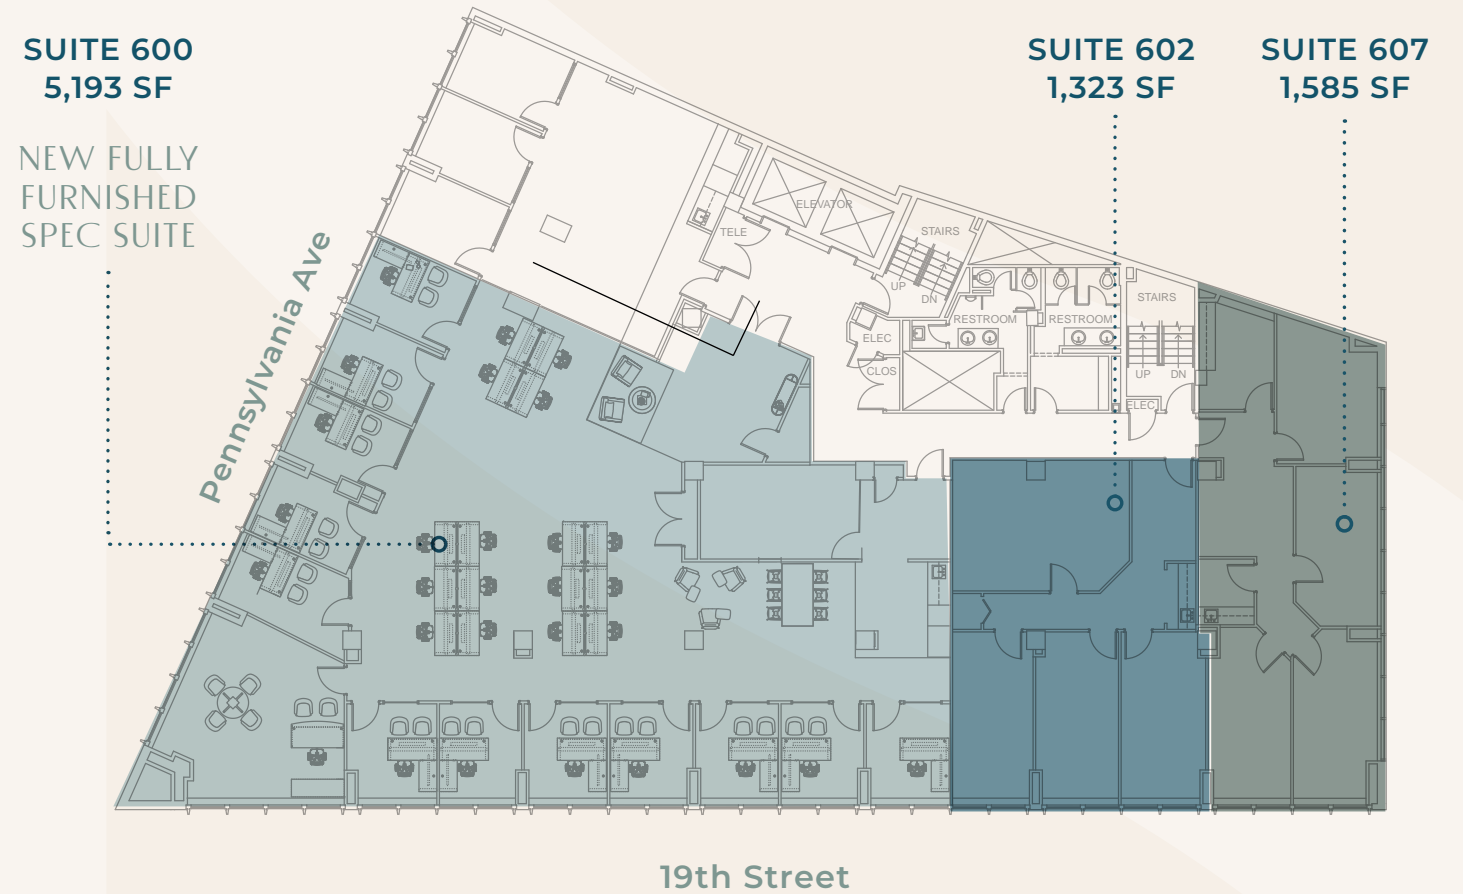 SUITE 600
5,193 SF
NEW FULLY
FURNISHED
SPEC SUITE
SUITE 602
1,323 SF
SUITE 607
1,585 SF
Pennsylvania Ave
ELEVATOR
TELE
STAIRS
UP
DN
RESTROOM
RESTROOM
STAIRS
ELEC
CLOS
UP
DN
ELEC
19th Street